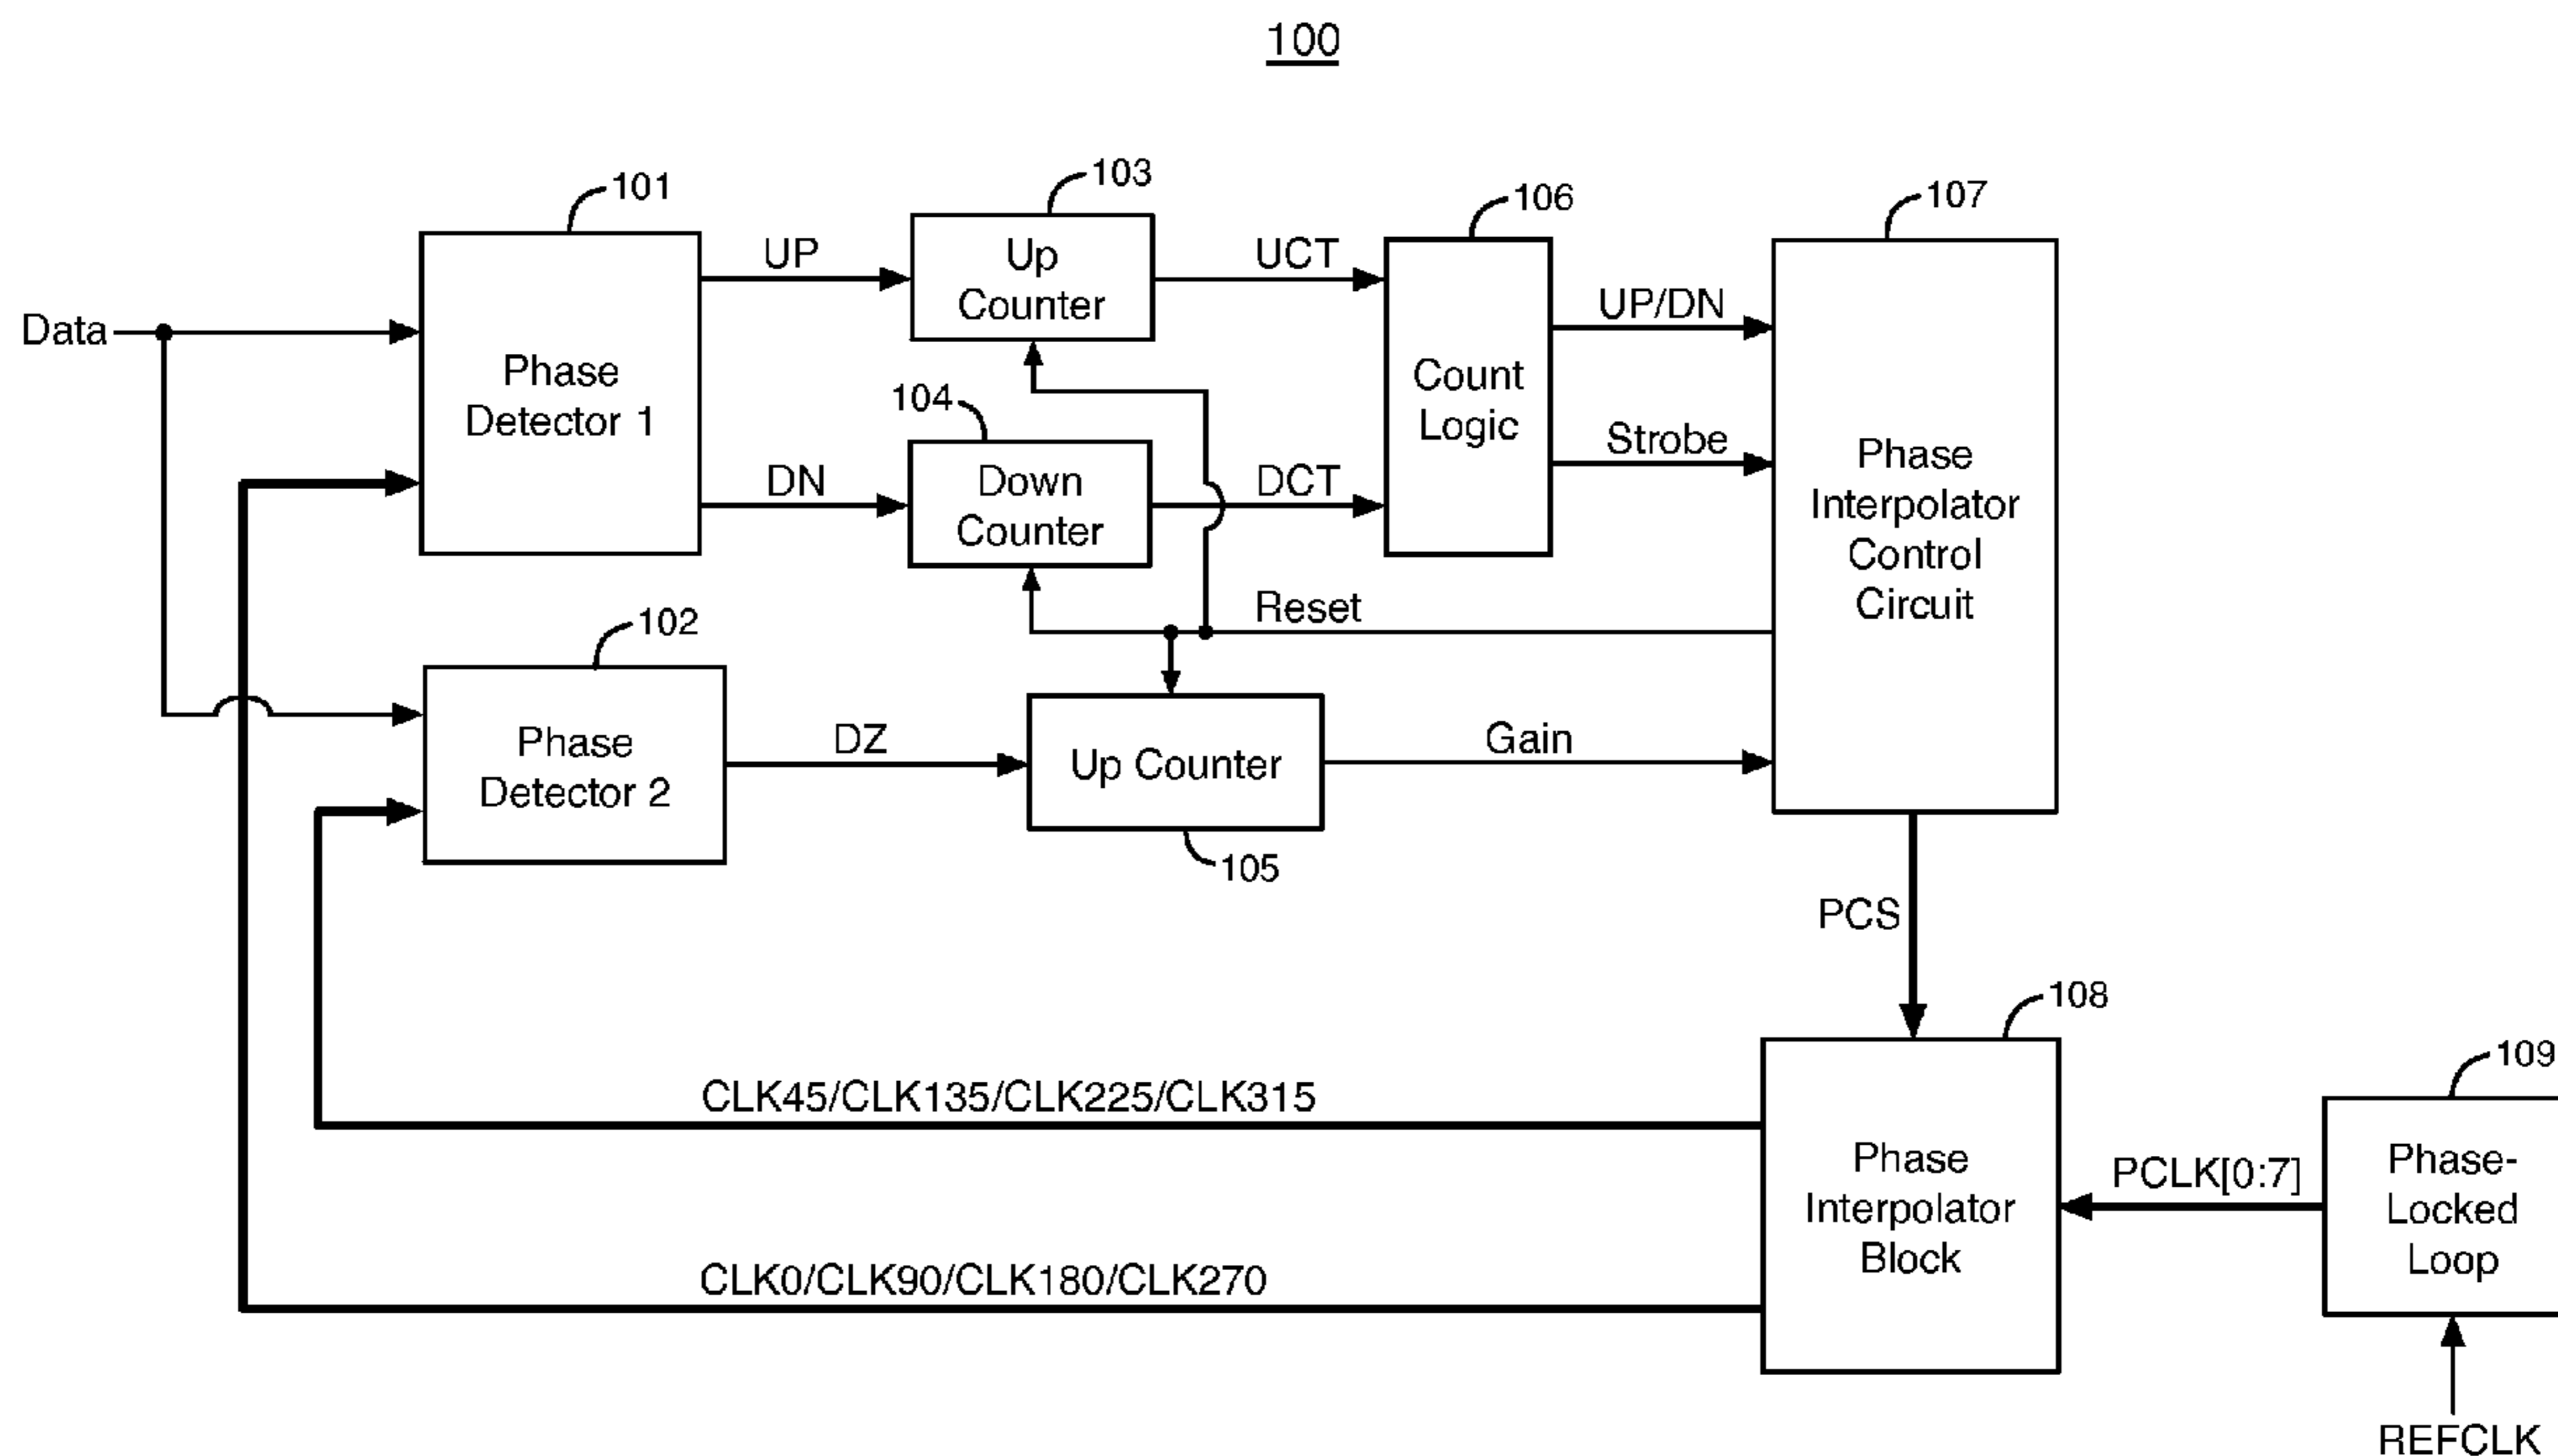 100
101
103
106
107
Data
UP
Up
Counter
UCT
UP/DN
Phase
Detector 1
Count
Logic
104
DN
Down
Counter
DCT
Strobe
Phase
Interpolator
Control
Circuit
Reset
102
Phase
Detector 2
DZ
Up Counter
Gain
105
PCS
108
109
CLK45/CLK135/CLK225/CLK315
Phase
Interpolator
Block
PCLK[0:7]
Phase-
Locked
Loop
CLK0/CLK90/CLK180/CLK270
REFCLK